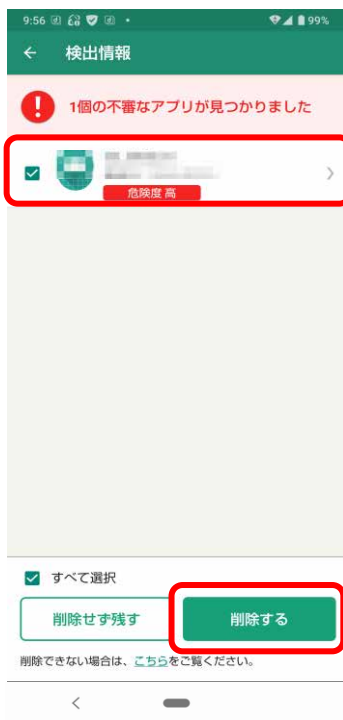 9:56
99%
検出情報
1個の不審なアプリが見つかりました
危険度 高
すべて選択
削除せず残す
削除する
削除できない場合は、こちらをご覧ください。